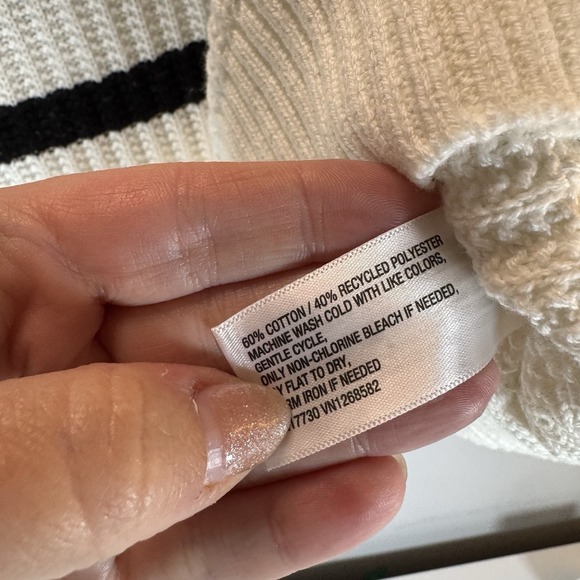 60% COTTON / 40% RECYCLED POLYESTER
MACHINE WASH COLD WITH LIKE COLORS,
GENTLE CYCLE,
ONLY NON-CHLORINE BLEACH IF NEEDED,
FLAT TO DRY,
IRON IF NEEDED
17730 VN1268582